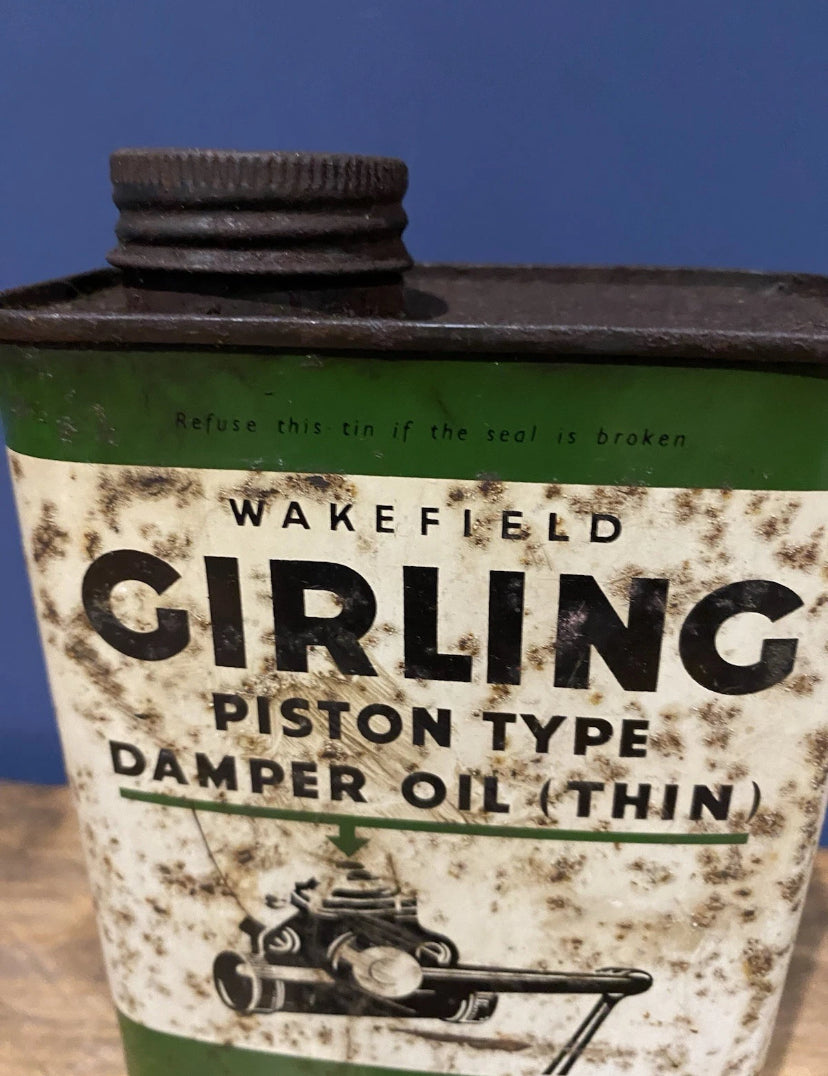 Refuse this tin if the seal is broken
WAKEFIELD
GIRLING
PISTON TYPE
DAMPER OIL (THIN)